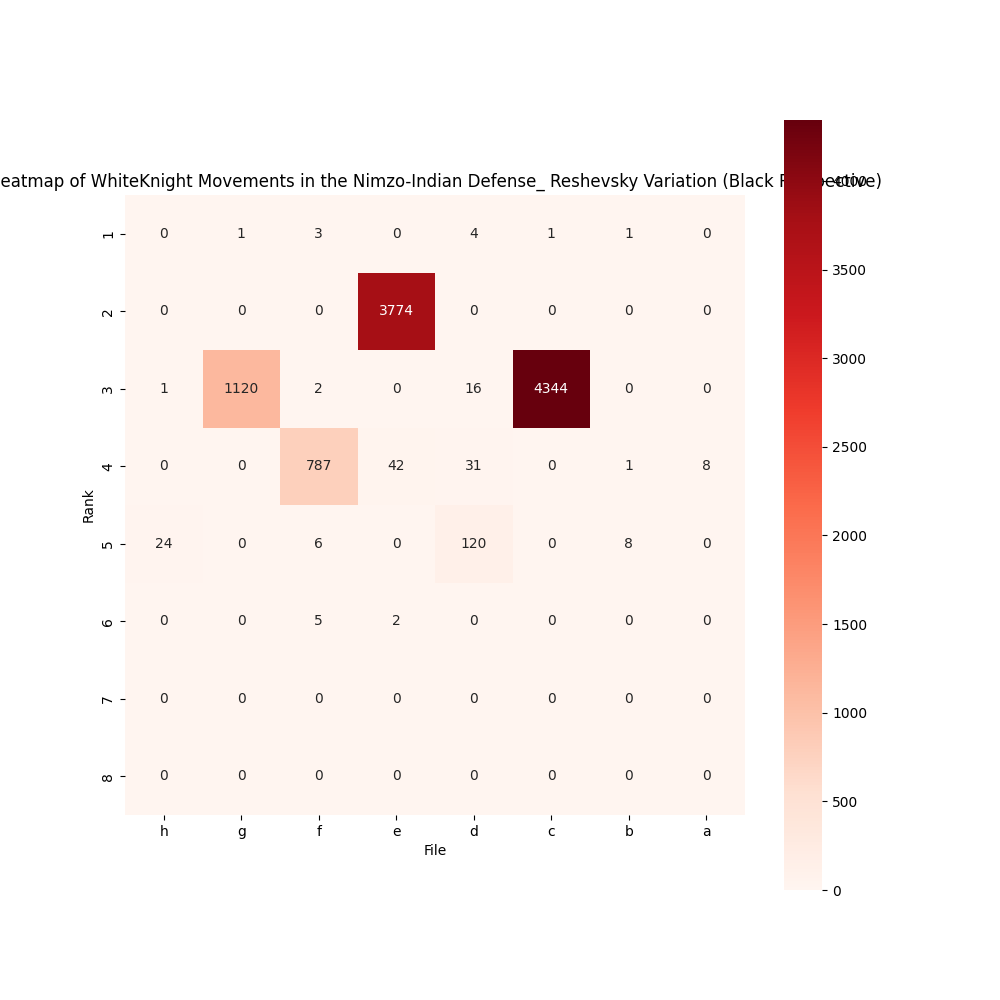 eatmap of WhiteKnight Movements in the Nimzo-Indian Defense_ Reshevsky Variation (Black
4000
3500
3000
2500
2000
1500
1000
500
0
Rank
1 0 1 3 0 4 1 1 0
2 0 0 0 3774 0 0 0 0
3 1 1120 2 0 16 4344 0 0
4 0 0 787 42 31 0 1 8
5 24 0 6 0 120 0 8 0
6 0 0 5 2 0 0 0 0
7 0 0 0 0 0 0 0 0
8 0 0 0 0 0 0 0 0
h g f e d c b a
File